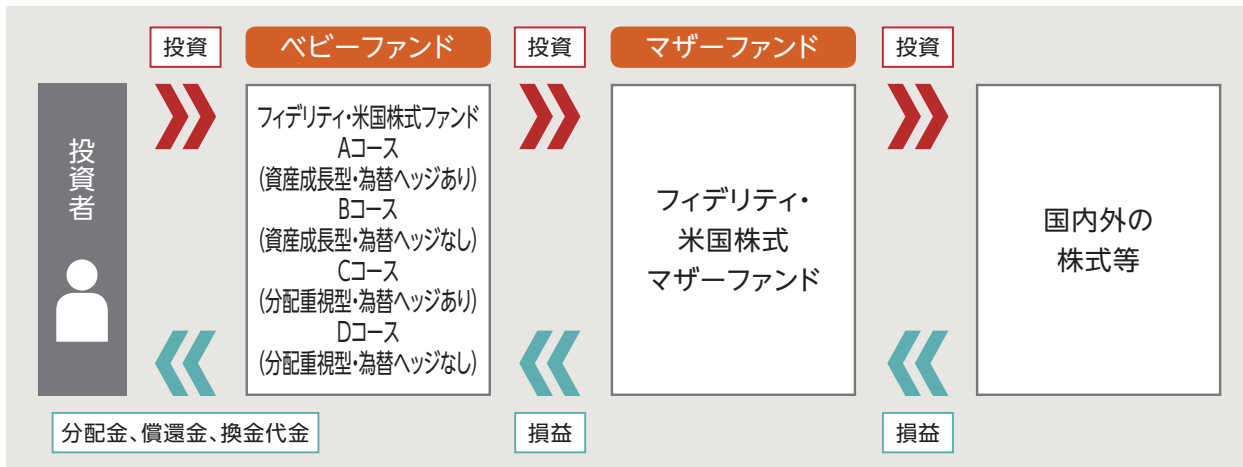 投資
ベビーファンド
投資
マザーファンド
投資
投資者
フィデリティ・米国株式ファンド
Aコース
(資産成長型・為替ヘッジあり)
Bコース
(資産成長型・為替ヘッジなし)
Cコース
(分配重視型・為替ヘッジあり)
Dコース
(分配重視型・為替ヘッジなし)
フィデリティ・
米国株式
マザーファンド
国内外の
株式等
分配金、償還金、換金代金
損益
損益